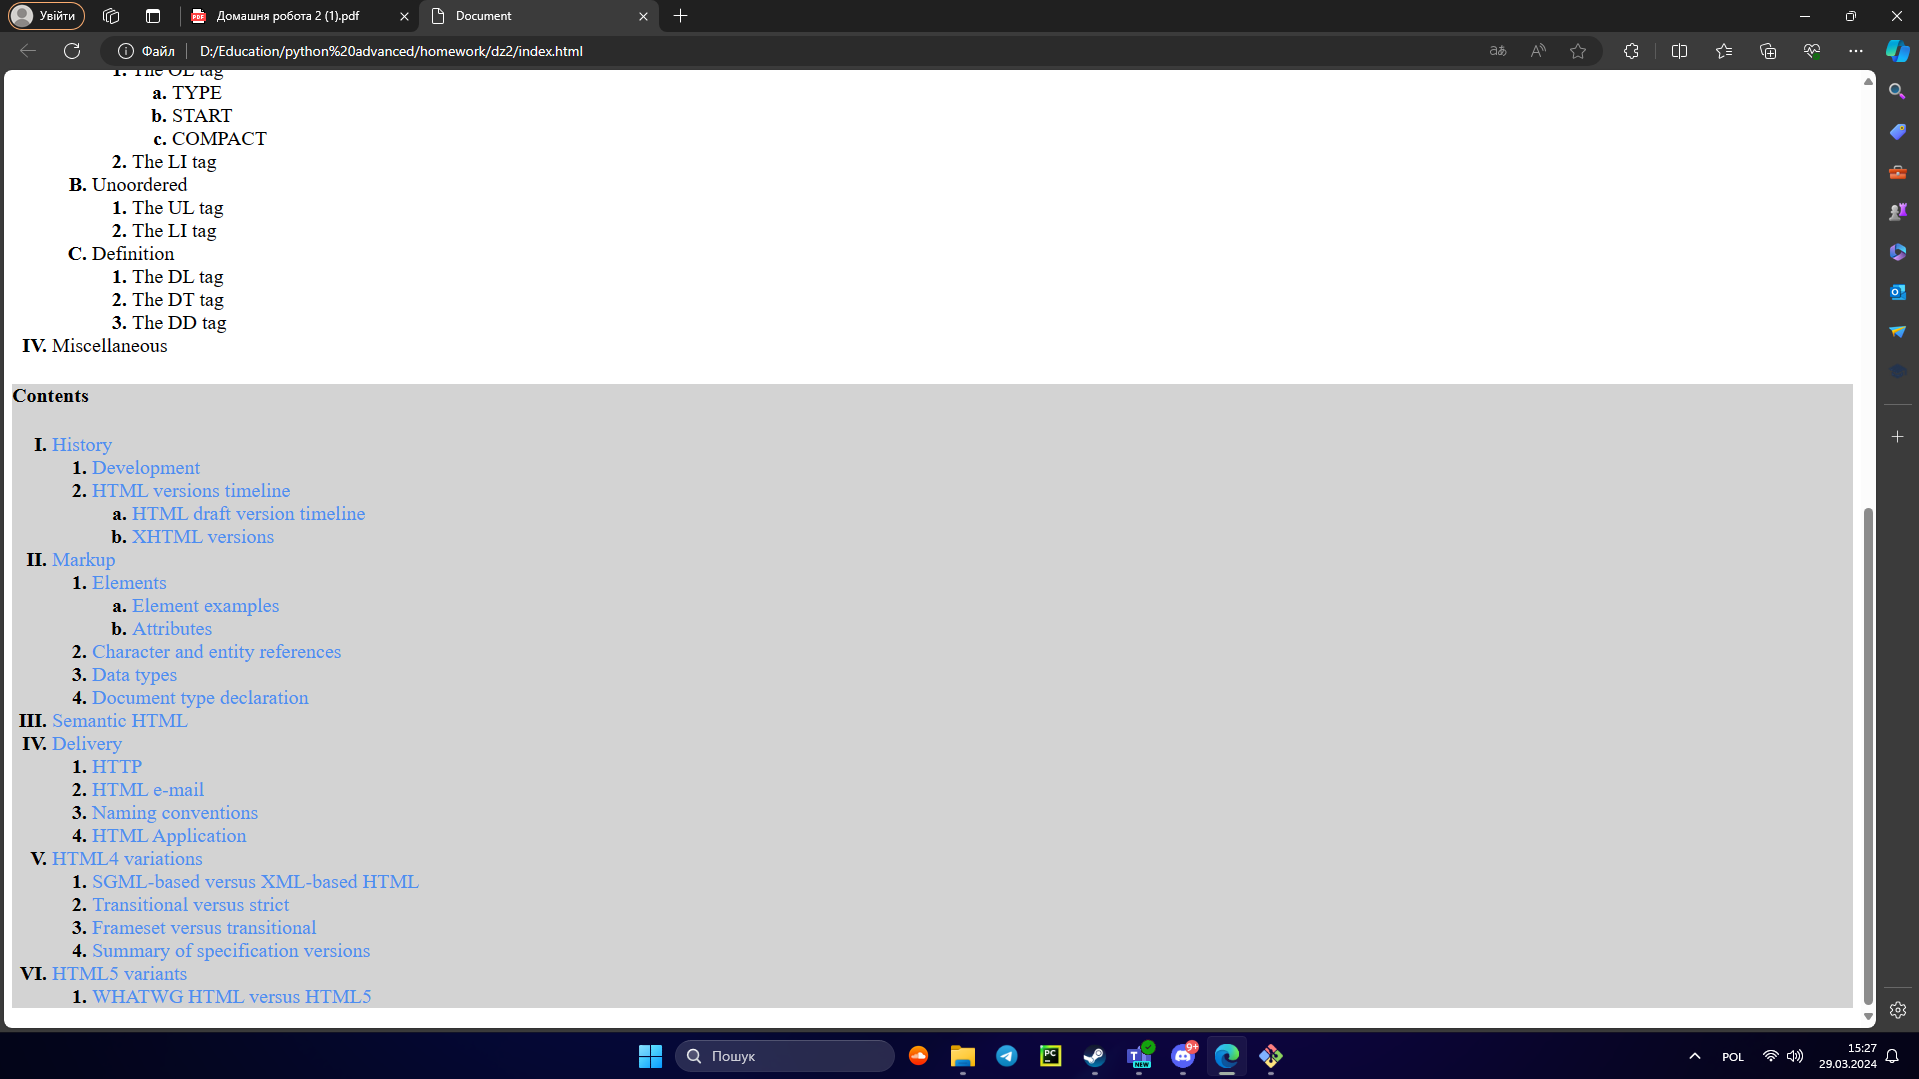 Увійти
Домашня робота 2 (1).pdf
Document
Файл
D:/Education/python%20advanced/homework/dz2/index.html
1. The OL tag
a. TYPE
b. START
c. COMPACT
2. The LI tag
B. Unoordered
1. The UL tag
2. The LI tag
C. Definition
1. The DL tag
2. The DT tag
3. The DD tag
IV. Miscellaneous
Contents
I. History
1. Development
2. HTML versions timeline
a. HTML draft version timeline
b. XHTML versions
II. Markup
1. Elements
a. Element examples
b. Attributes
2. Character and entity references
3. Data types
4. Document type declaration
III. Semantic HTML
IV. Delivery
1. HTTP
2. HTML e-mail
3. Naming conventions
4. HTML Application
V. HTML4 variations
1. SGML-based versus XML-based HTML
2. Transitional versus strict
3. Frameset versus transitional
4. Summary of specification versions
VI. HTML5 variants
1. WHATWG HTML versus HTML5
Пошук
PC
NEW
9+
POL
15:27
29.03.2024